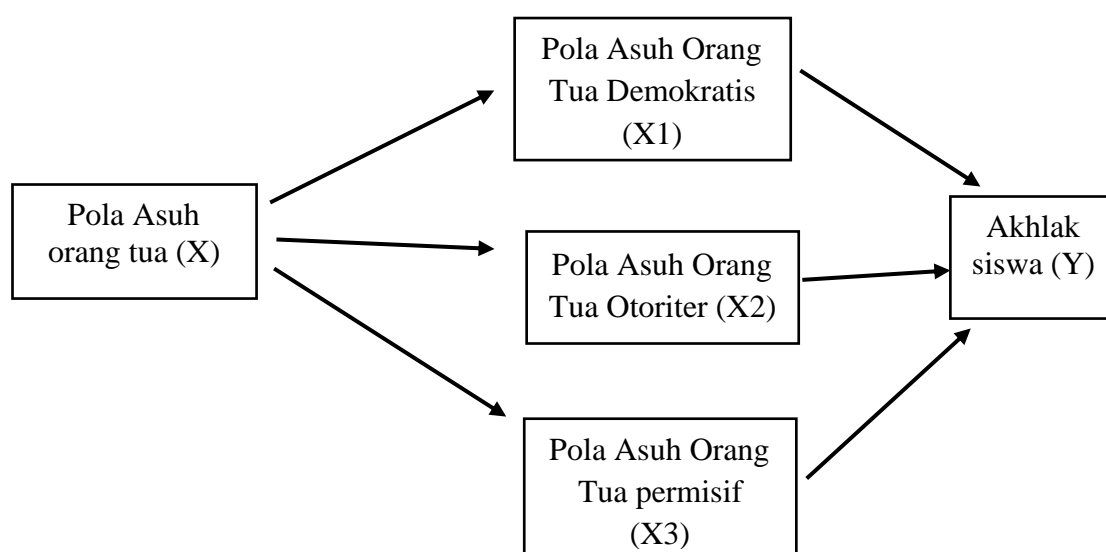 Pola Asuh Orang
Tua Demokratis
(X1)
Pola Asuh
orang tua (X)
Pola Asuh Orang
Tua Otoriter (X2)
Akhlak
siswa (Y)
Pola Asuh Orang
Tua permisif
(X3)